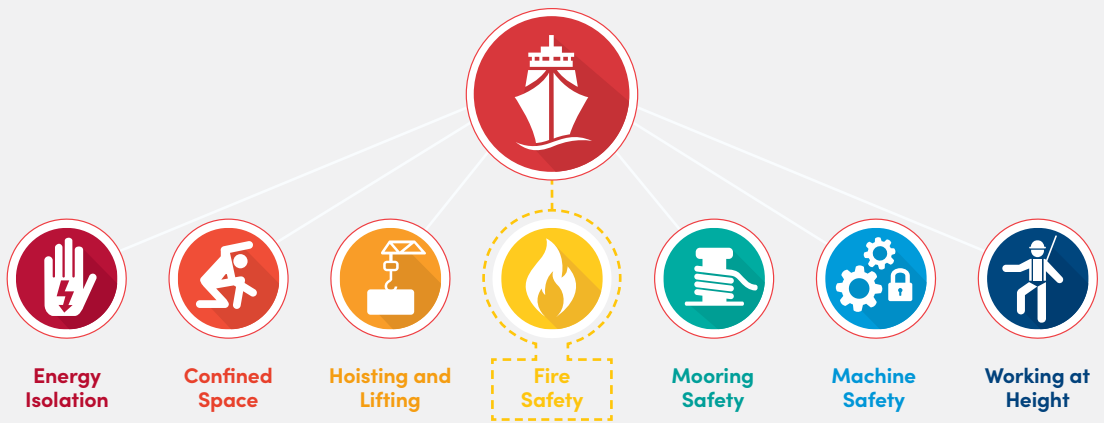 Energy
Isolation
Confined
Space
Hoisting and
Lifting
Fire
Safety
Mooring
Safety
Machine
Safety
Working at
Height